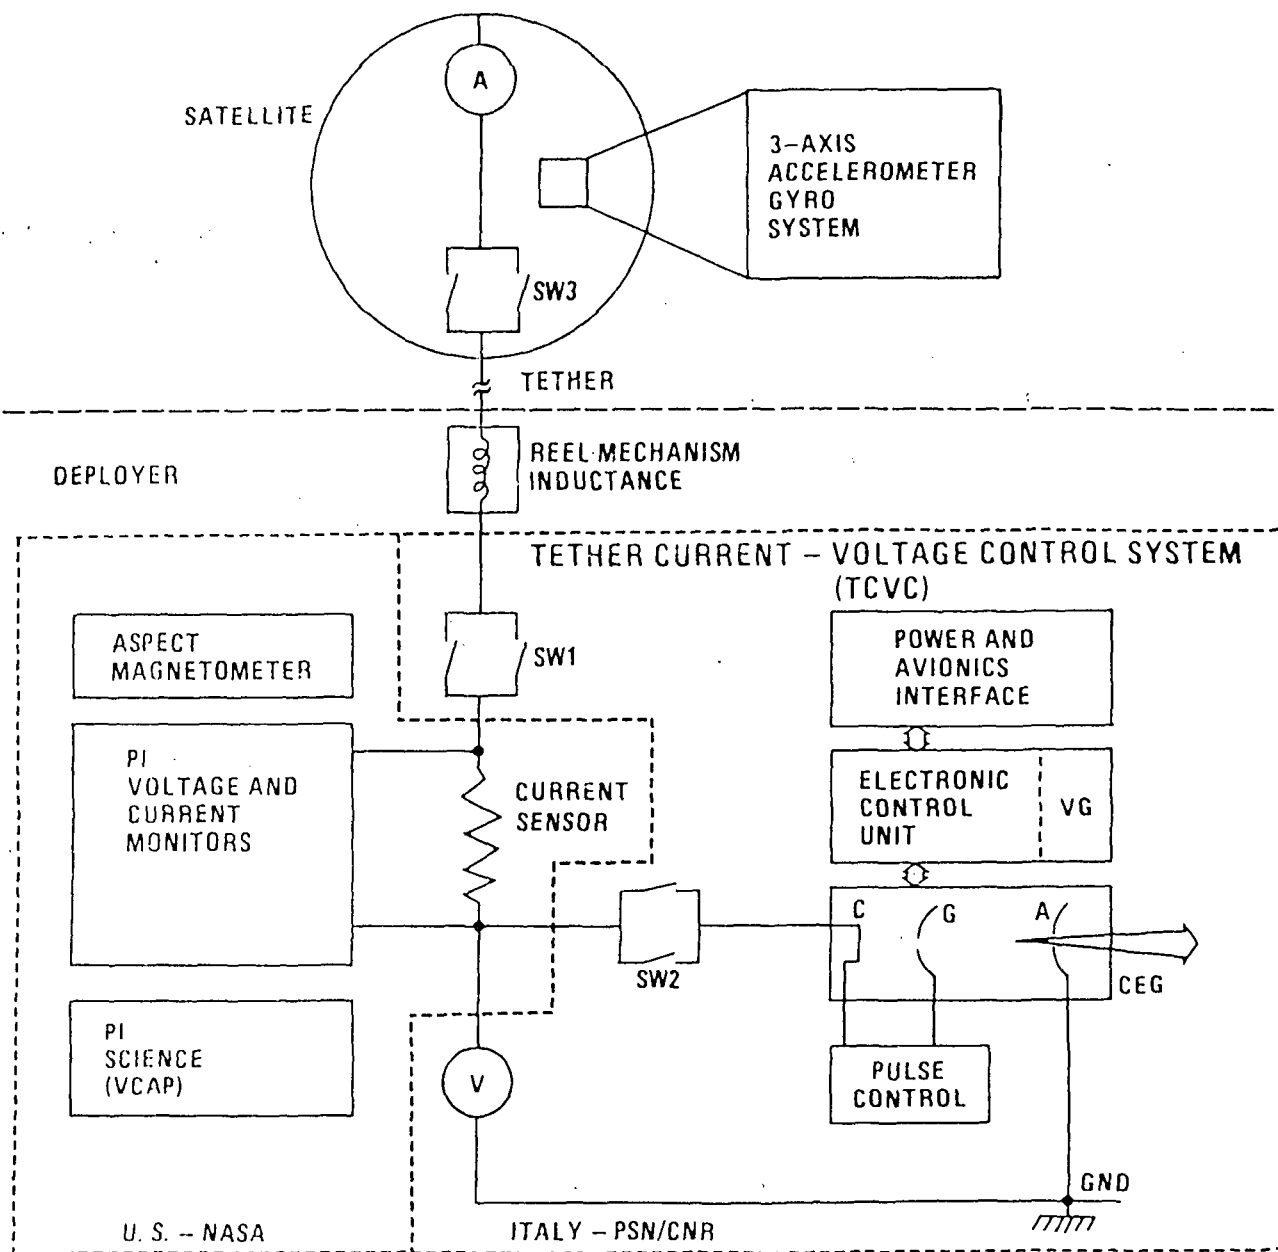 A
SATELLITE
3-AXIS
ACCELEROMETER
GYRO
SYSTEM
SW3
TETHER
DEPLOYER
REEL MECHANISM
INDUCTANCE
TETHER CURRENT – VOLTAGE CONTROL SYSTEM
(TCVC)
ASPECT
MAGNETOMETER
SW1
POWER AND
AVIONICS
INTERFACE
PI
VOLTAGE AND
CURRENT
MONITORS
CURRENT
SENSOR
ELECTRONIC
CONTROL
UNIT
VG
C
G
A
SW2
CEG
PI
SCIENCE
(VCAP)
V
PULSE
CONTROL
GND
U. S. – NASA
ITALY – PSN/CNR